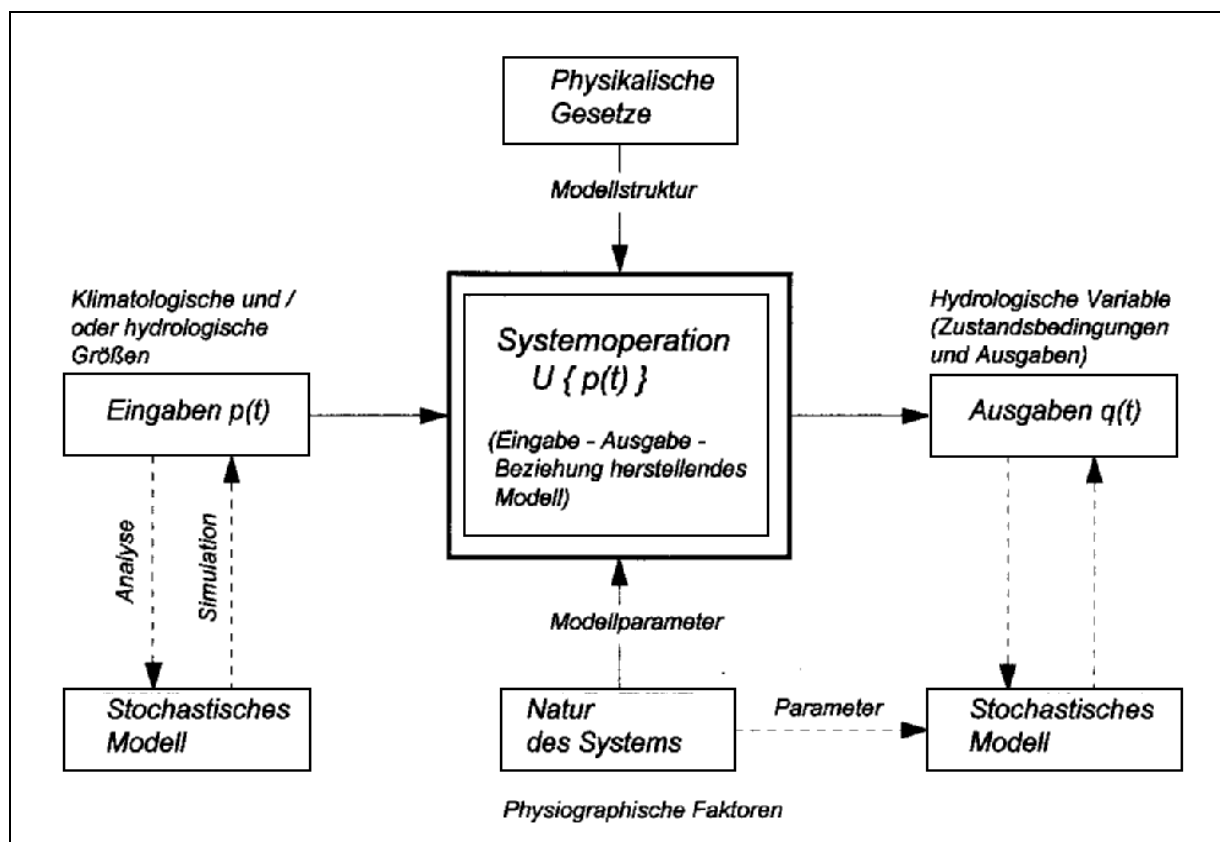 Physikalische
Gesetze
Modellstruktur
Klimatologische und /
oder hydrologische
Größen
Eingaben p(t)
Systemoperation
U { p(t) }
(Eingabe - Ausgabe -
Beziehung herstellendes
Modell)
Hydrologische Variable
(Zustandsbedingungen
und Ausgaben)
Ausgaben q(t)
Analyse
Simulation
Modellparameter
Stochastisches
Modell
Natur
des Systems
Parameter
Stochastisches
Modell
Physiographische Faktoren